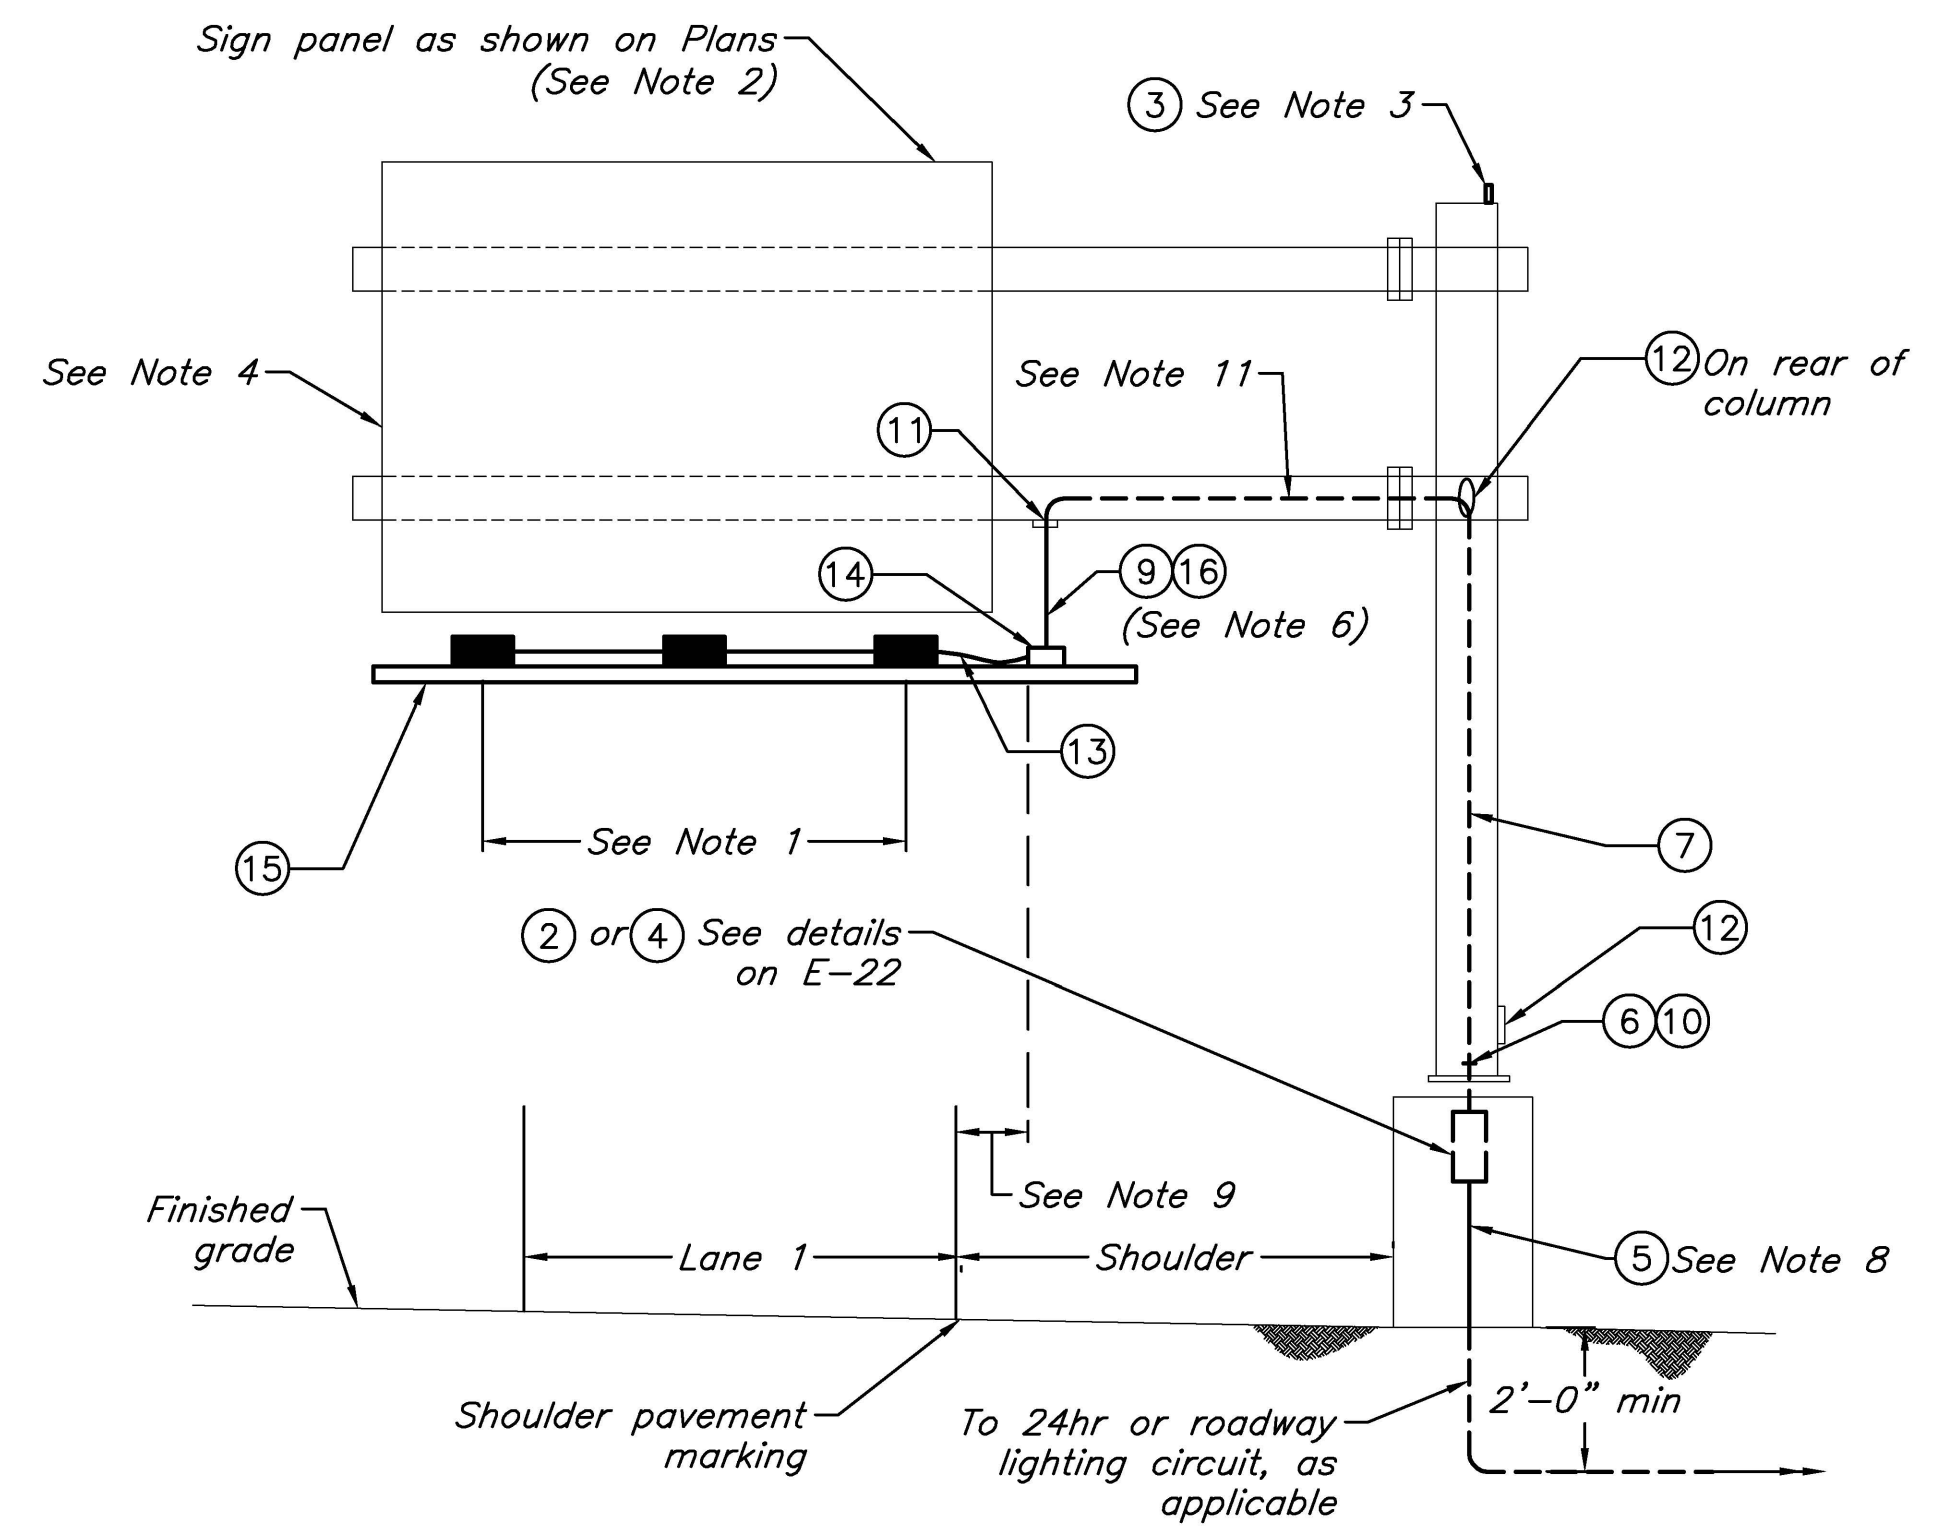 Sign panel as shown on Plans
(See Note 2)
3 See Note 3
See Note 4
See Note 11
12 On rear of
column
11
14
9 16
(See Note 6)
13
See Note 1
15
7
2 or 4 See details
on E-22
12
6 10
See Note 9
Finished
grade
Lane 1
Shoulder
5 See Note 8
Shoulder pavement
marking
To 24hr or roadway
lighting circuit, as
applicable
2'-0" min